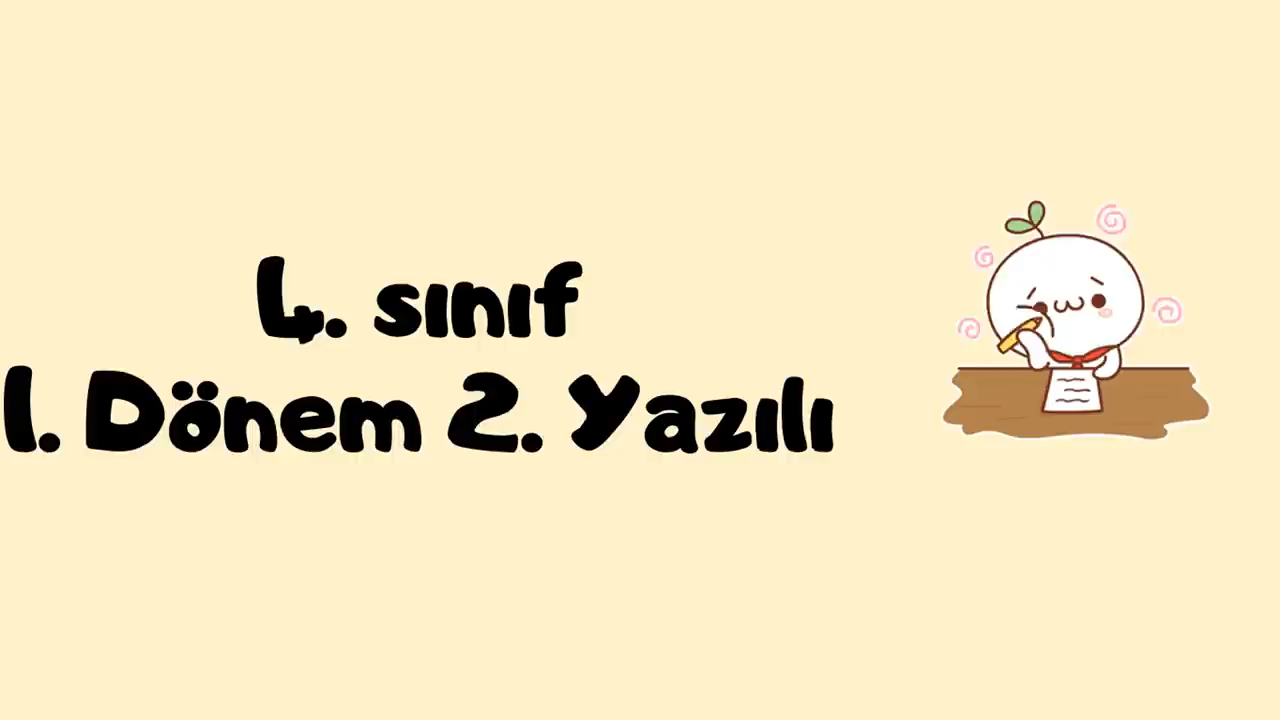 4. sınıf
1. Dönem 2. Yazılı